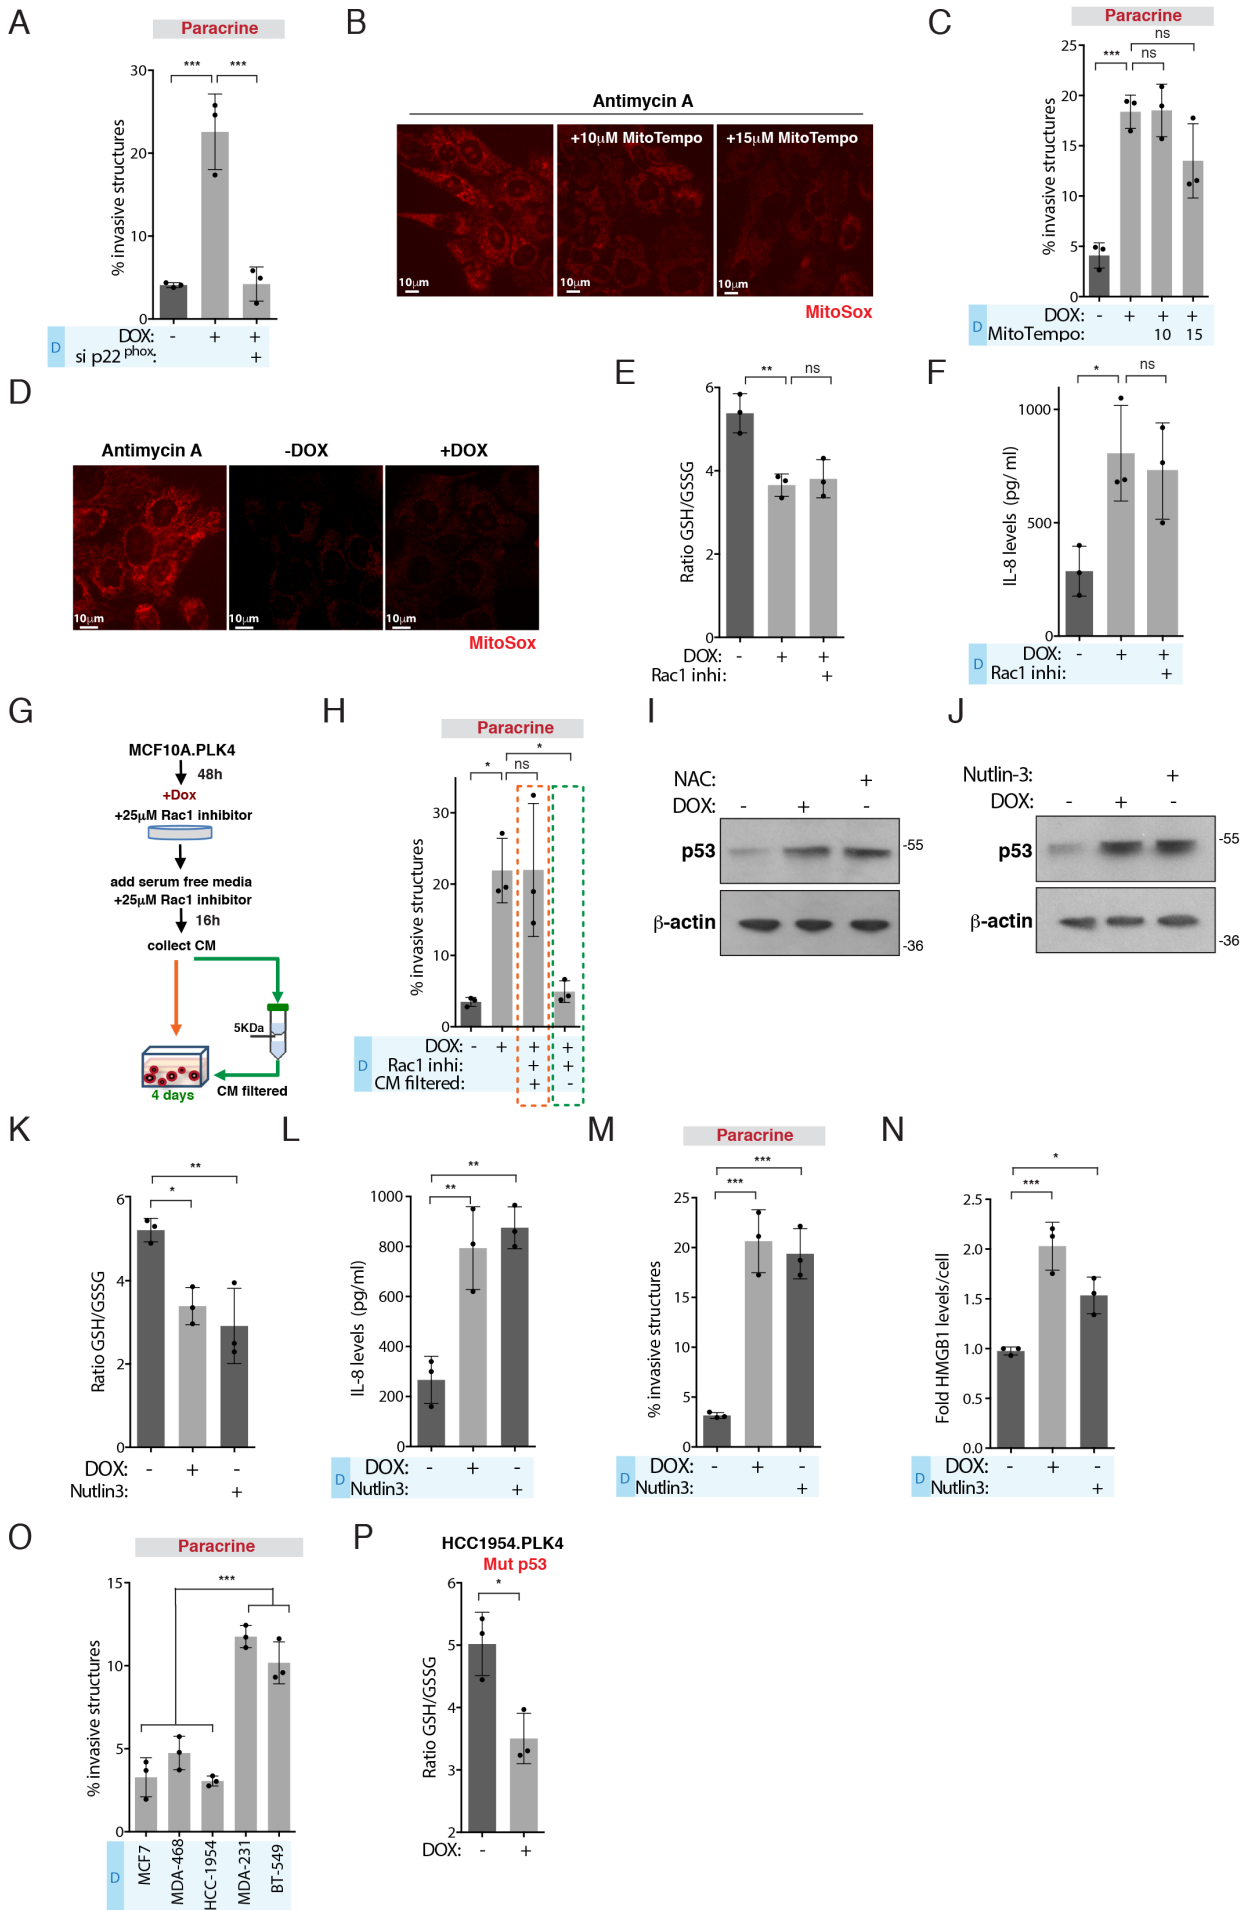 A
Paracrine
***
***
30
20
10
0
% invasive structures
D
DOX:
-
+
+
si p22 phox:
+
B
Antimycin A
+10µM MitoTempo
+15µM MitoTempo
10µm
10µm
10µm
MitoSox
C
Paracrine
ns
***
ns
25
20
15
10
5
0
% invasive structures
D
DOX:
-
+
+
+
MitoTempo:
10
15
D
Antimycin A
-DOX
+DOX
10µm
10µm
10µm
MitoSox
E
**
ns
6
4
2
0
Ratio GSH/GSSG
DOX:
-
+
+
Rac1 inhi:
+
F
*
ns
1000
500
0
IL-8 levels (pg/ ml)
D
DOX:
-
+
+
Rac1 inhi:
+
G
MCF10A.PLK4
48h
+Dox
+25µM Rac1 inhibitor
add serum free media
+25µM Rac1 inhibitor
16h
collect CM
5KDa
4 days
CM filtered
H
Paracrine
*
*
ns
30
20
10
0
% invasive structures
D
DOX:
-
+
+
+
Rac1 inhi:
+
+
CM filtered:
+
-
I
NAC:
+
DOX:
-
+
-
p53
-55
β-actin
-36
J
Nutlin-3:
+
DOX:
-
+
-
p53
-55
β-actin
-36
K
**
*
6
4
2
0
Ratio GSH/GSSG
DOX:
-
+
-
Nutlin3:
+
L
**
**
1000
800
600
400
200
0
IL-8 levels (pg/ml)
D
DOX:
-
+
-
Nutlin3:
+
M
Paracrine
***
***
25
20
15
10
5
0
% invasive structures
D
DOX:
-
+
-
Nutlin3:
+
N
*
***
2.5
2.0
1.5
1.0
0.5
0.0
Fold HMGB1 levels/cell
D
DOX:
-
+
-
Nutlin3:
+
O
Paracrine
***
15
10
5
0
% invasive structures
D
MCF7
MDA-468
HCC-1954
MDA-231
BT-549
P
HCC1954.PLK4
Mut p53
*
6
5
4
3
2
Ratio GSH/GSSG
DOX:
-
+